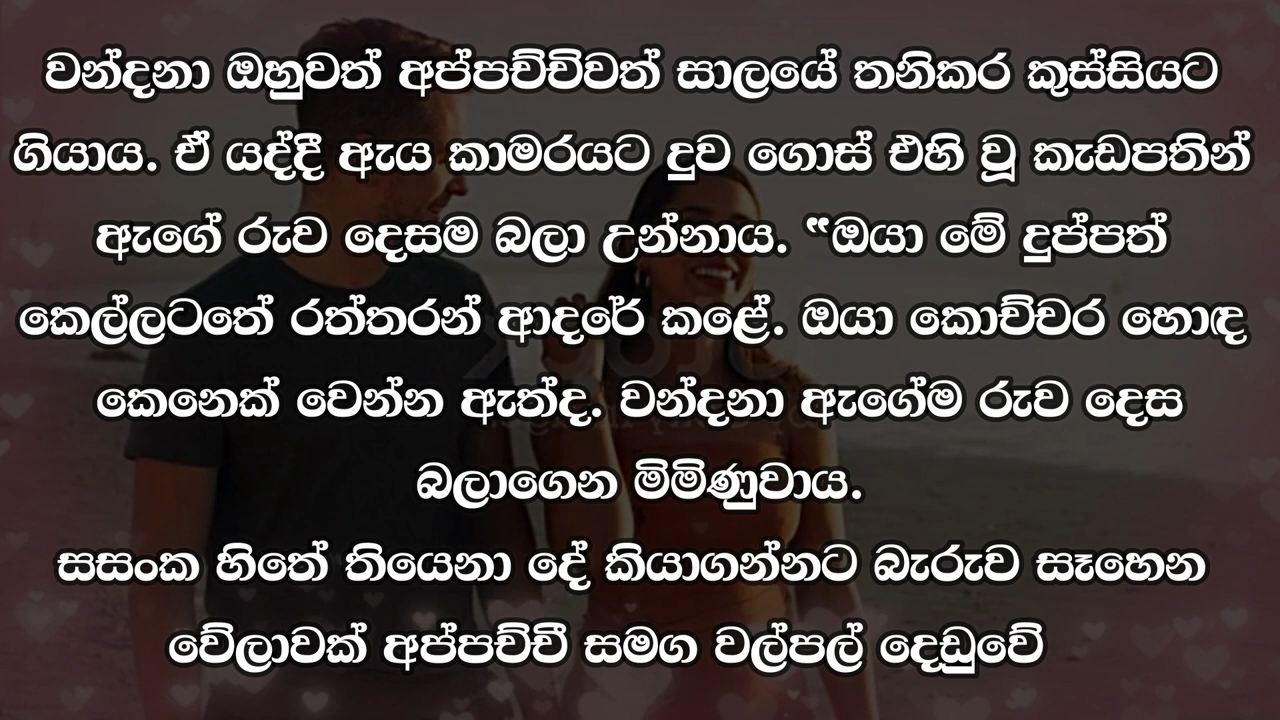 වන්දනා ඔහුවත් අප්පච්චිවත් සාලයේ තනිකර කුස්සියට
ගියාය. ඒ යද්දී ඇය කාමරයට දුව ගොස් එහි වූ කැඩපතින්
ඇගේ රුව දෙසම බලා උන්නාය. “ඔයා මේ දුප්පත්
කෙල්ලටතේ රත්තරන් ආදරේ කළේ. ඔයා කොච්චර හොඳ
කෙනෙක් වෙන්න ඇත්ද. වන්දනා ඇගේම රුව දෙස
බලාගෙන මිමිණුවාය.
සසංක හිතේ තියෙනා දේ කියාගන්නට බැරුව සෑහෙන
වේලාවක් අප්පච්චී සමග වල්පල් දෙඩුවේ